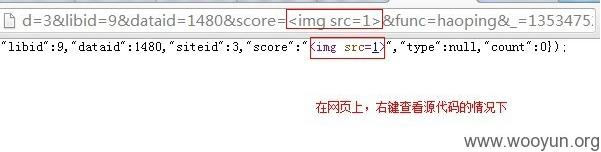 d=3&libid=9&dataid=1480&score=<img src=1>&func=haoping&_=1353475
"libid":9,"dataid":1480,"siteid":3,"score":"<img src=1>","type":null,"count":0});
在网页上，右键查看源代码的情况下
www.wooyun.org